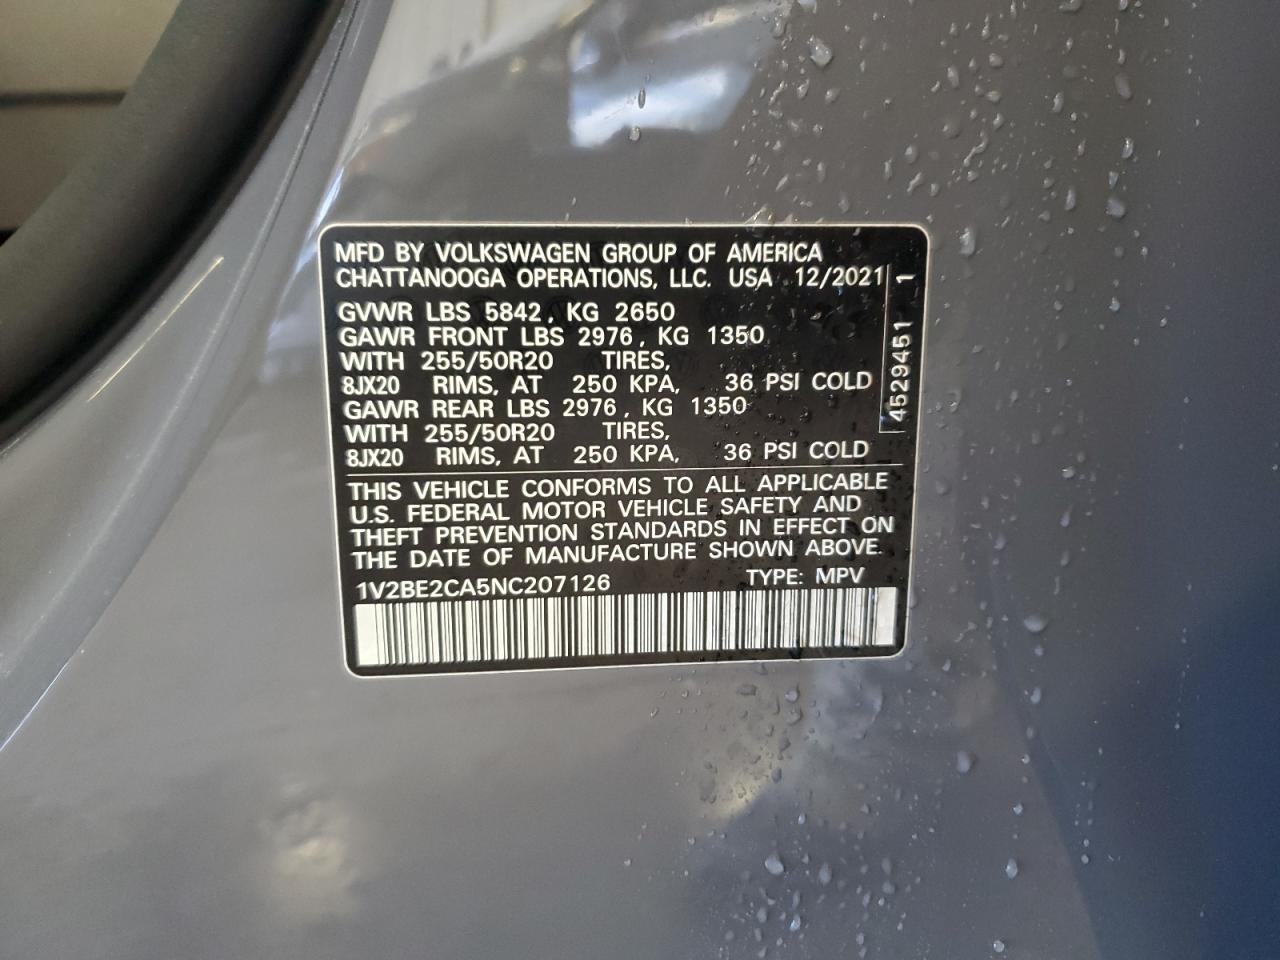 MFD BY VOLKSWAGEN GROUP OF AMERICA
CHATTANOOGA OPERATIONS, LLC. USA 12/2021
GVWR LBS 5842, KG 2650
GAWR FRONT LBS 2976, KG 1350
WITH 255/50R20 TIRES,
8JX20 RIMS, AT 250 KPA, 36 PSI COLD
GAWR REAR LBS 2976, KG 1350
WITH 255/50R20 TIRES,
8JX20 RIMS, AT 250 KPA, 36 PSI COLD
4529451 1
THIS VEHICLE CONFORMS TO ALL APPLICABLE
U.S. FEDERAL MOTOR VEHICLE SAFETY AND
THEFT PREVENTION STANDARDS IN EFFECT ON
THE DATE OF MANUFACTURE SHOWN ABOVE.
1V2BE2CA5NC207126 TYPE: MPV